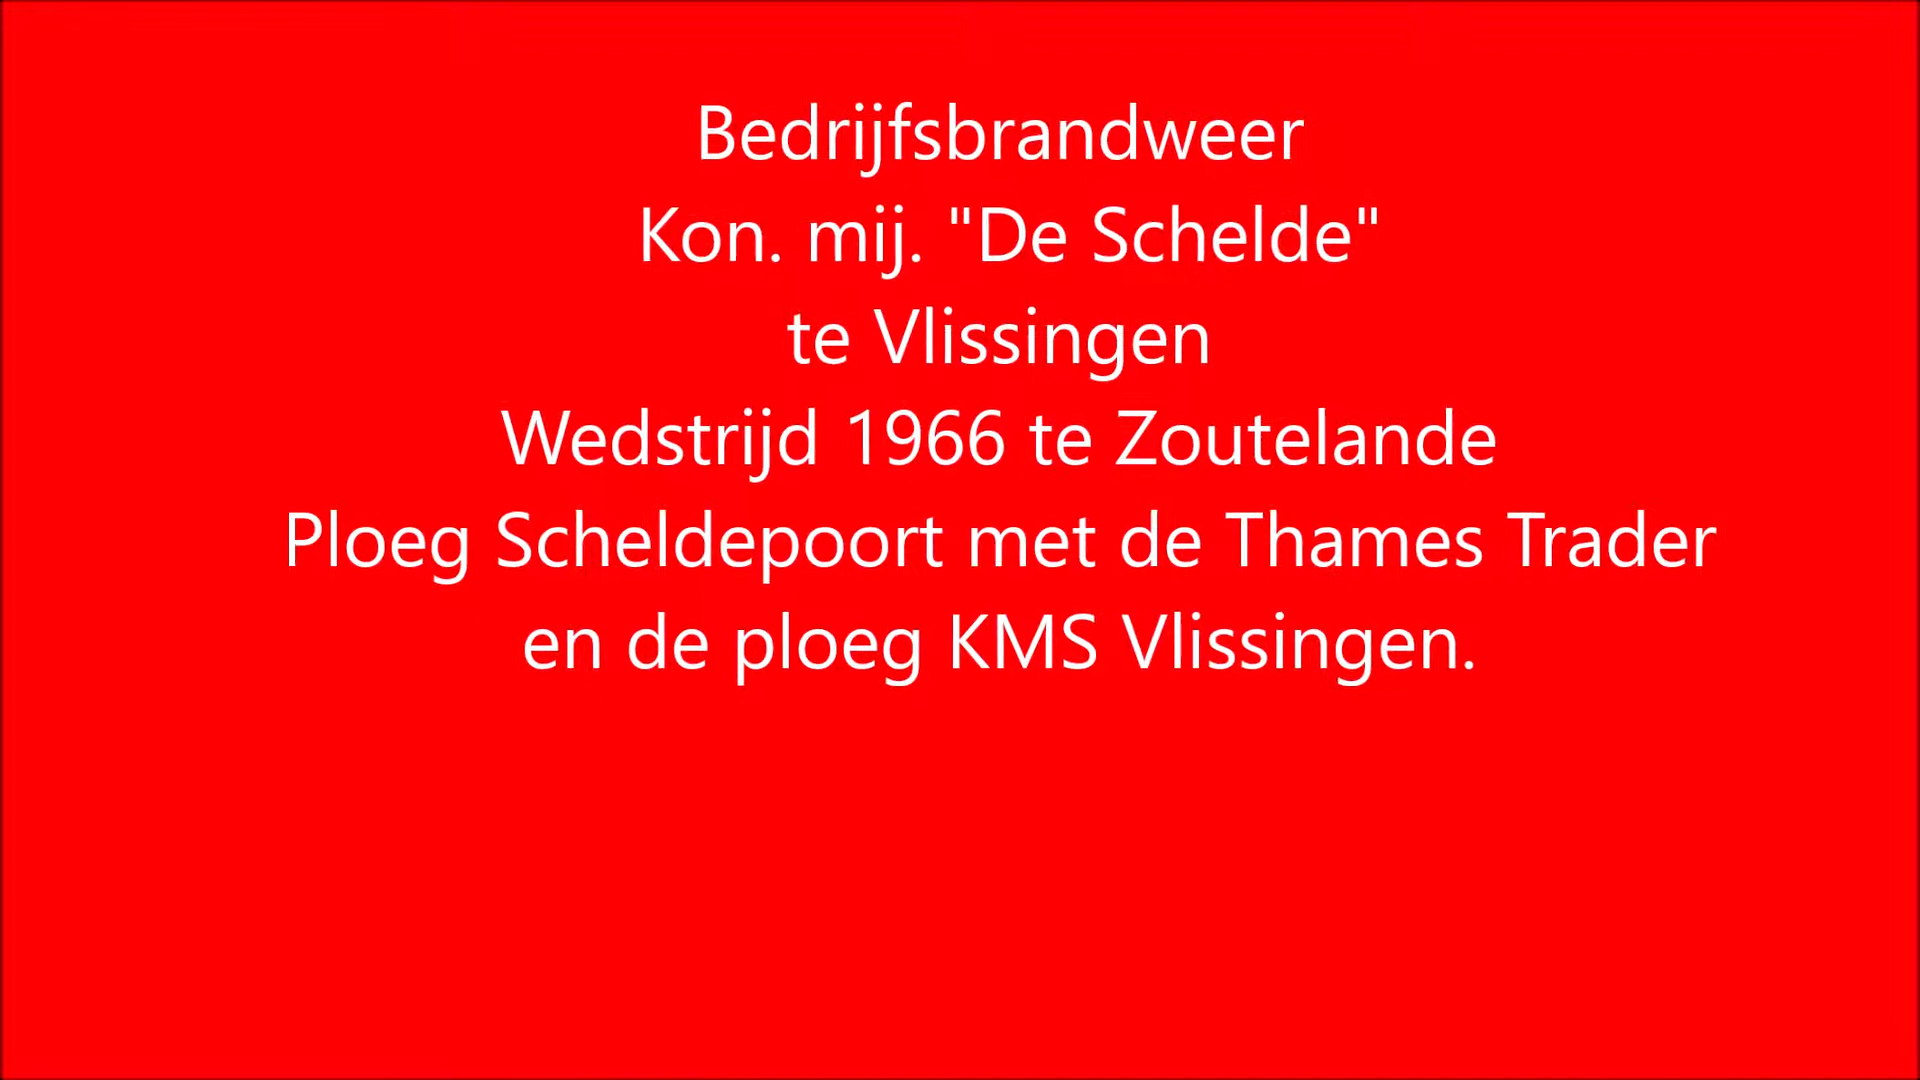 Bedrijfsbrandweer
Kon. mij. "De Schelde"
te Vlissingen
Wedstrijd 1966 te Zoutelande
Ploeg Scheldepoort met de Thames Trader
en de ploeg KMS Vlissingen.